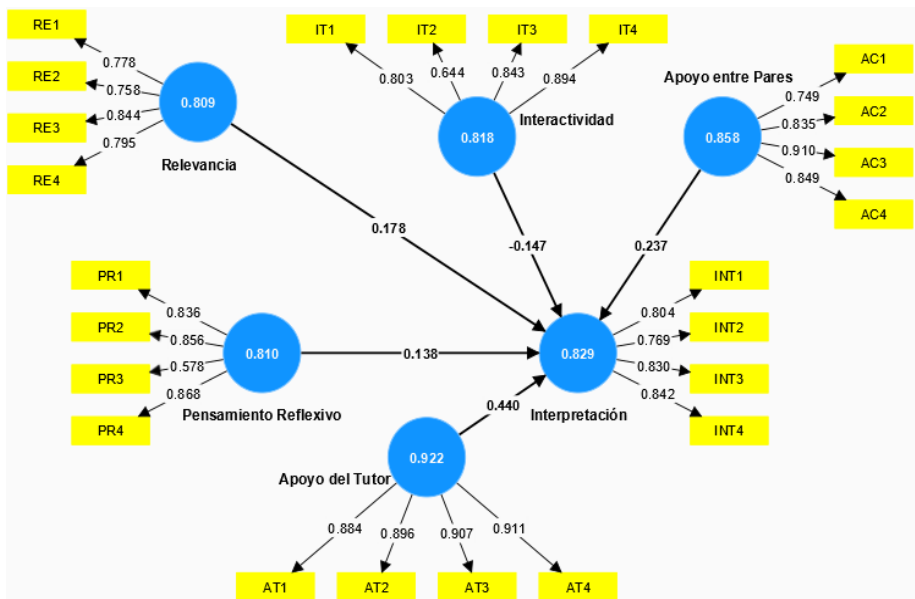 RE1
RE2
RE3
RE4
0.778
0.758
0.844
0.795
0.809
Relevancia
IT1
IT2
IT3
IT4
0.803
0.644
0.843
0.894
0.818
Interactividad
Apoyo entre Pares
0.858
0.749
0.835
0.910
0.849
AC1
AC2
AC3
AC4
0.178
-0.147
0.237
PR1
PR2
PR3
PR4
0.836
0.856
0.578
0.868
0.810
Pensamiento Reflexivo
0.138
0.829
Interpretación
0.804
0.769
0.830
0.842
INT1
INT2
INT3
INT4
0.440
0.922
Apoyo del Tutor
0.884
0.896
0.907
0.911
AT1
AT2
AT3
AT4